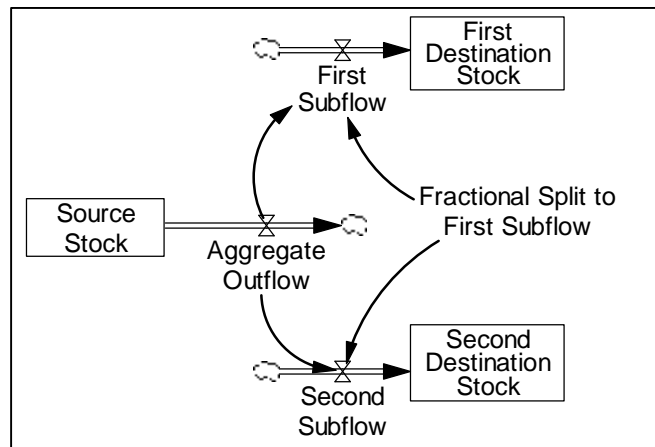 First
Destination
Stock
First
Subflow
Fractional Split to
First Subflow
Source
Stock
Aggregate
Outflow
Second
Destination
Stock
Second
Subflow